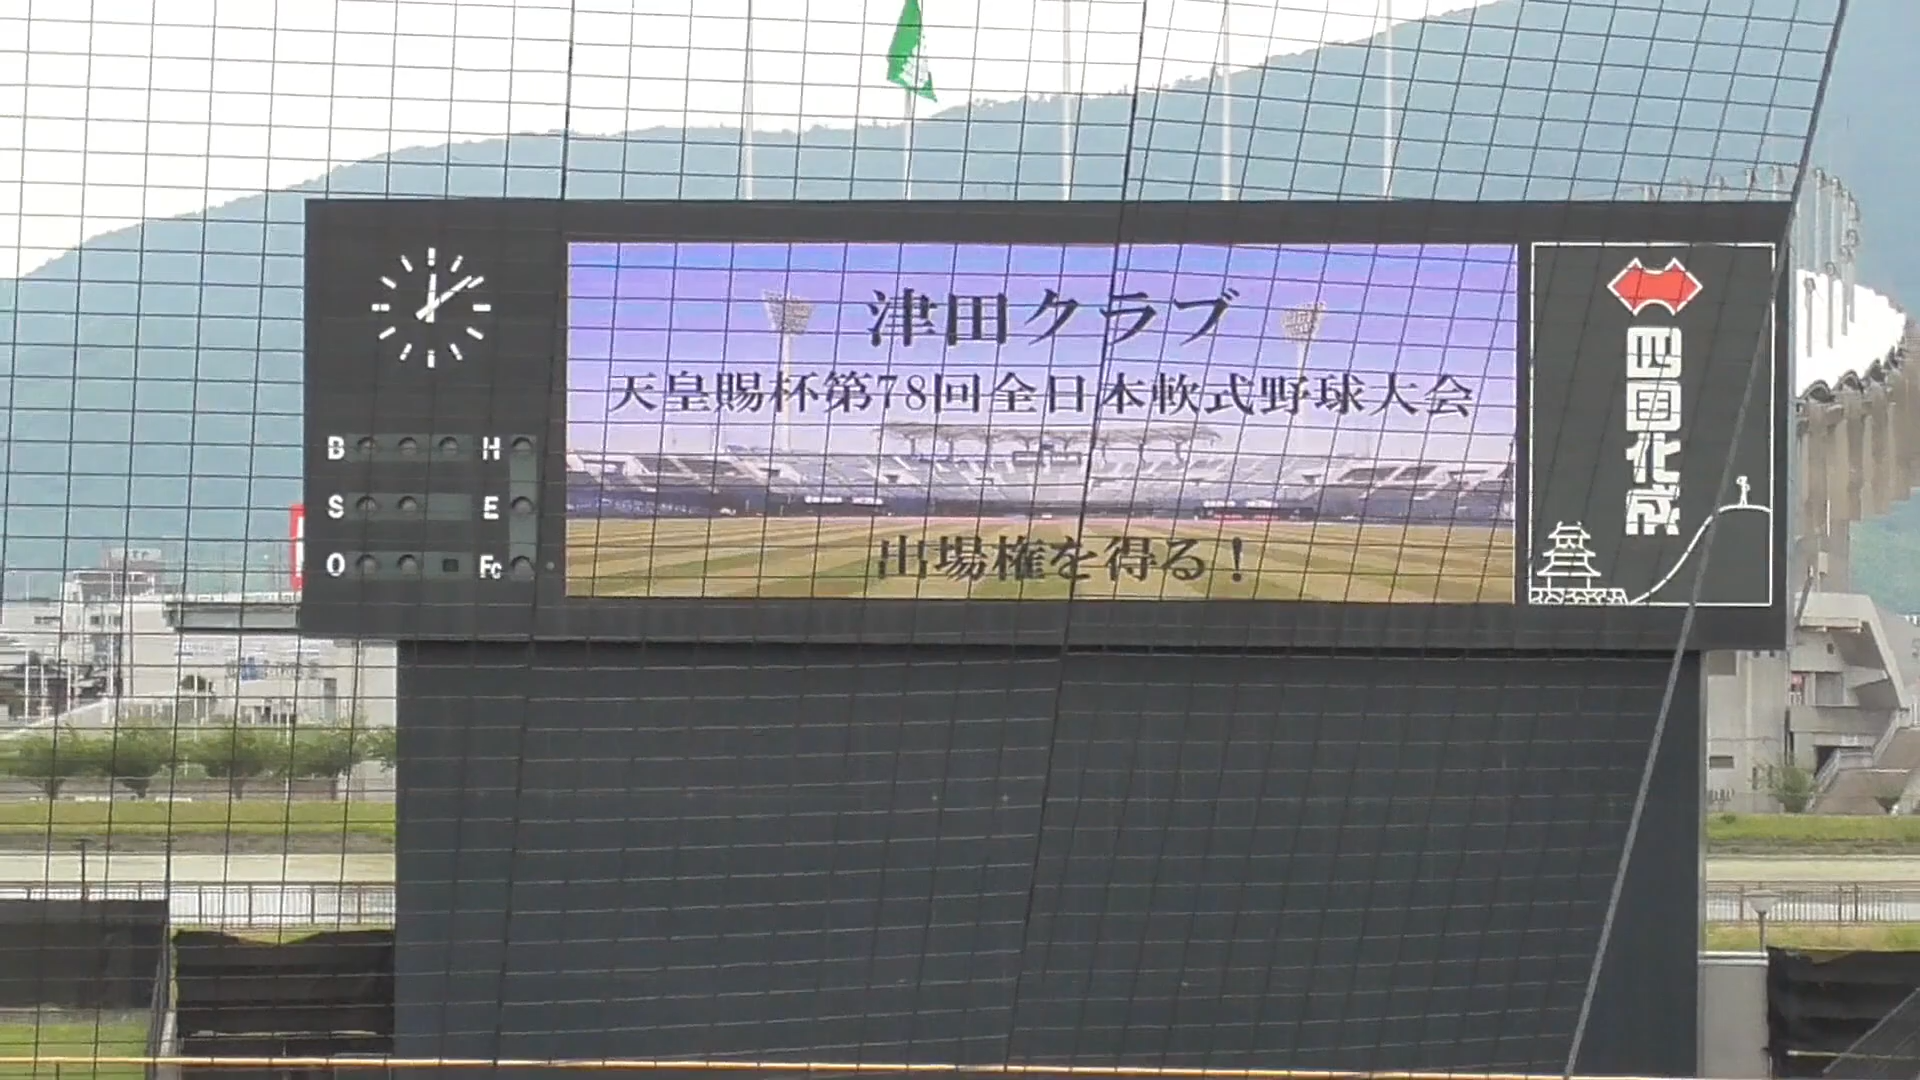 津田クラブ
天皇賜杯第78回全日本軟式野球大会
出場権を得る！
B H
S E
O Fc
四国化成